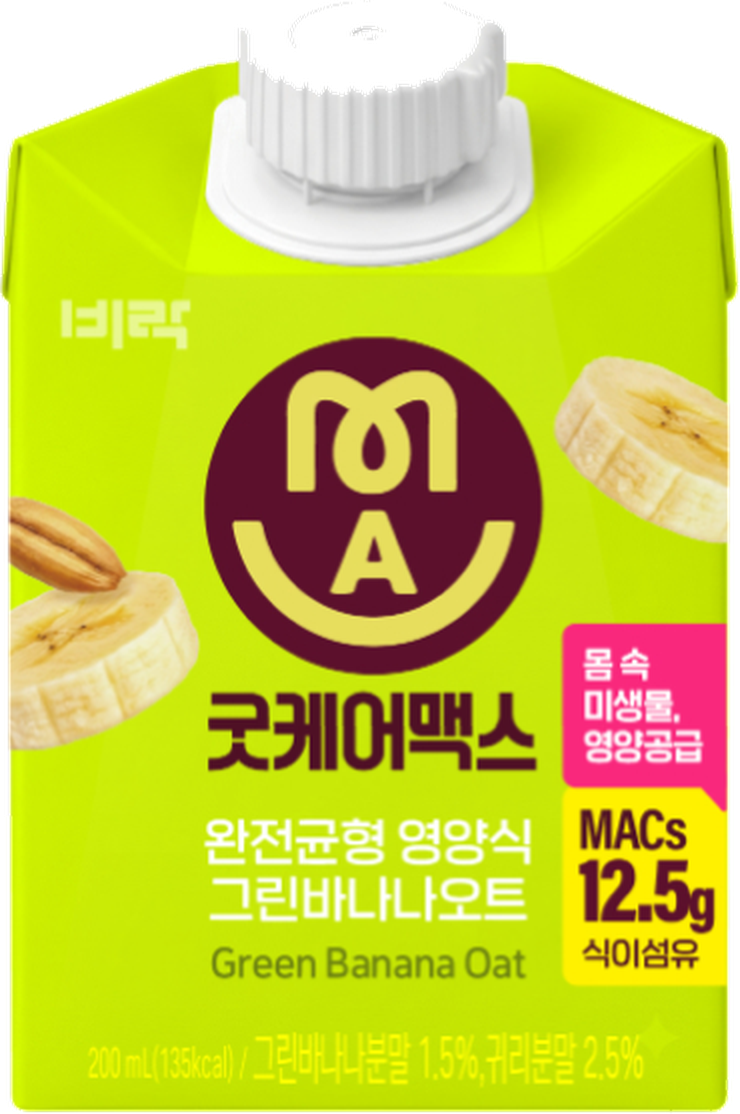 비락
MA
굿케어맥스
몸 속
미생물,
영양공급
MACs
12.5g
식이섬유
완전균형 영양식
그린바나나오트
Green Banana Oat
200 mL(135kcal) / 그린바나나분말 1.5%,귀리분말 2.5%